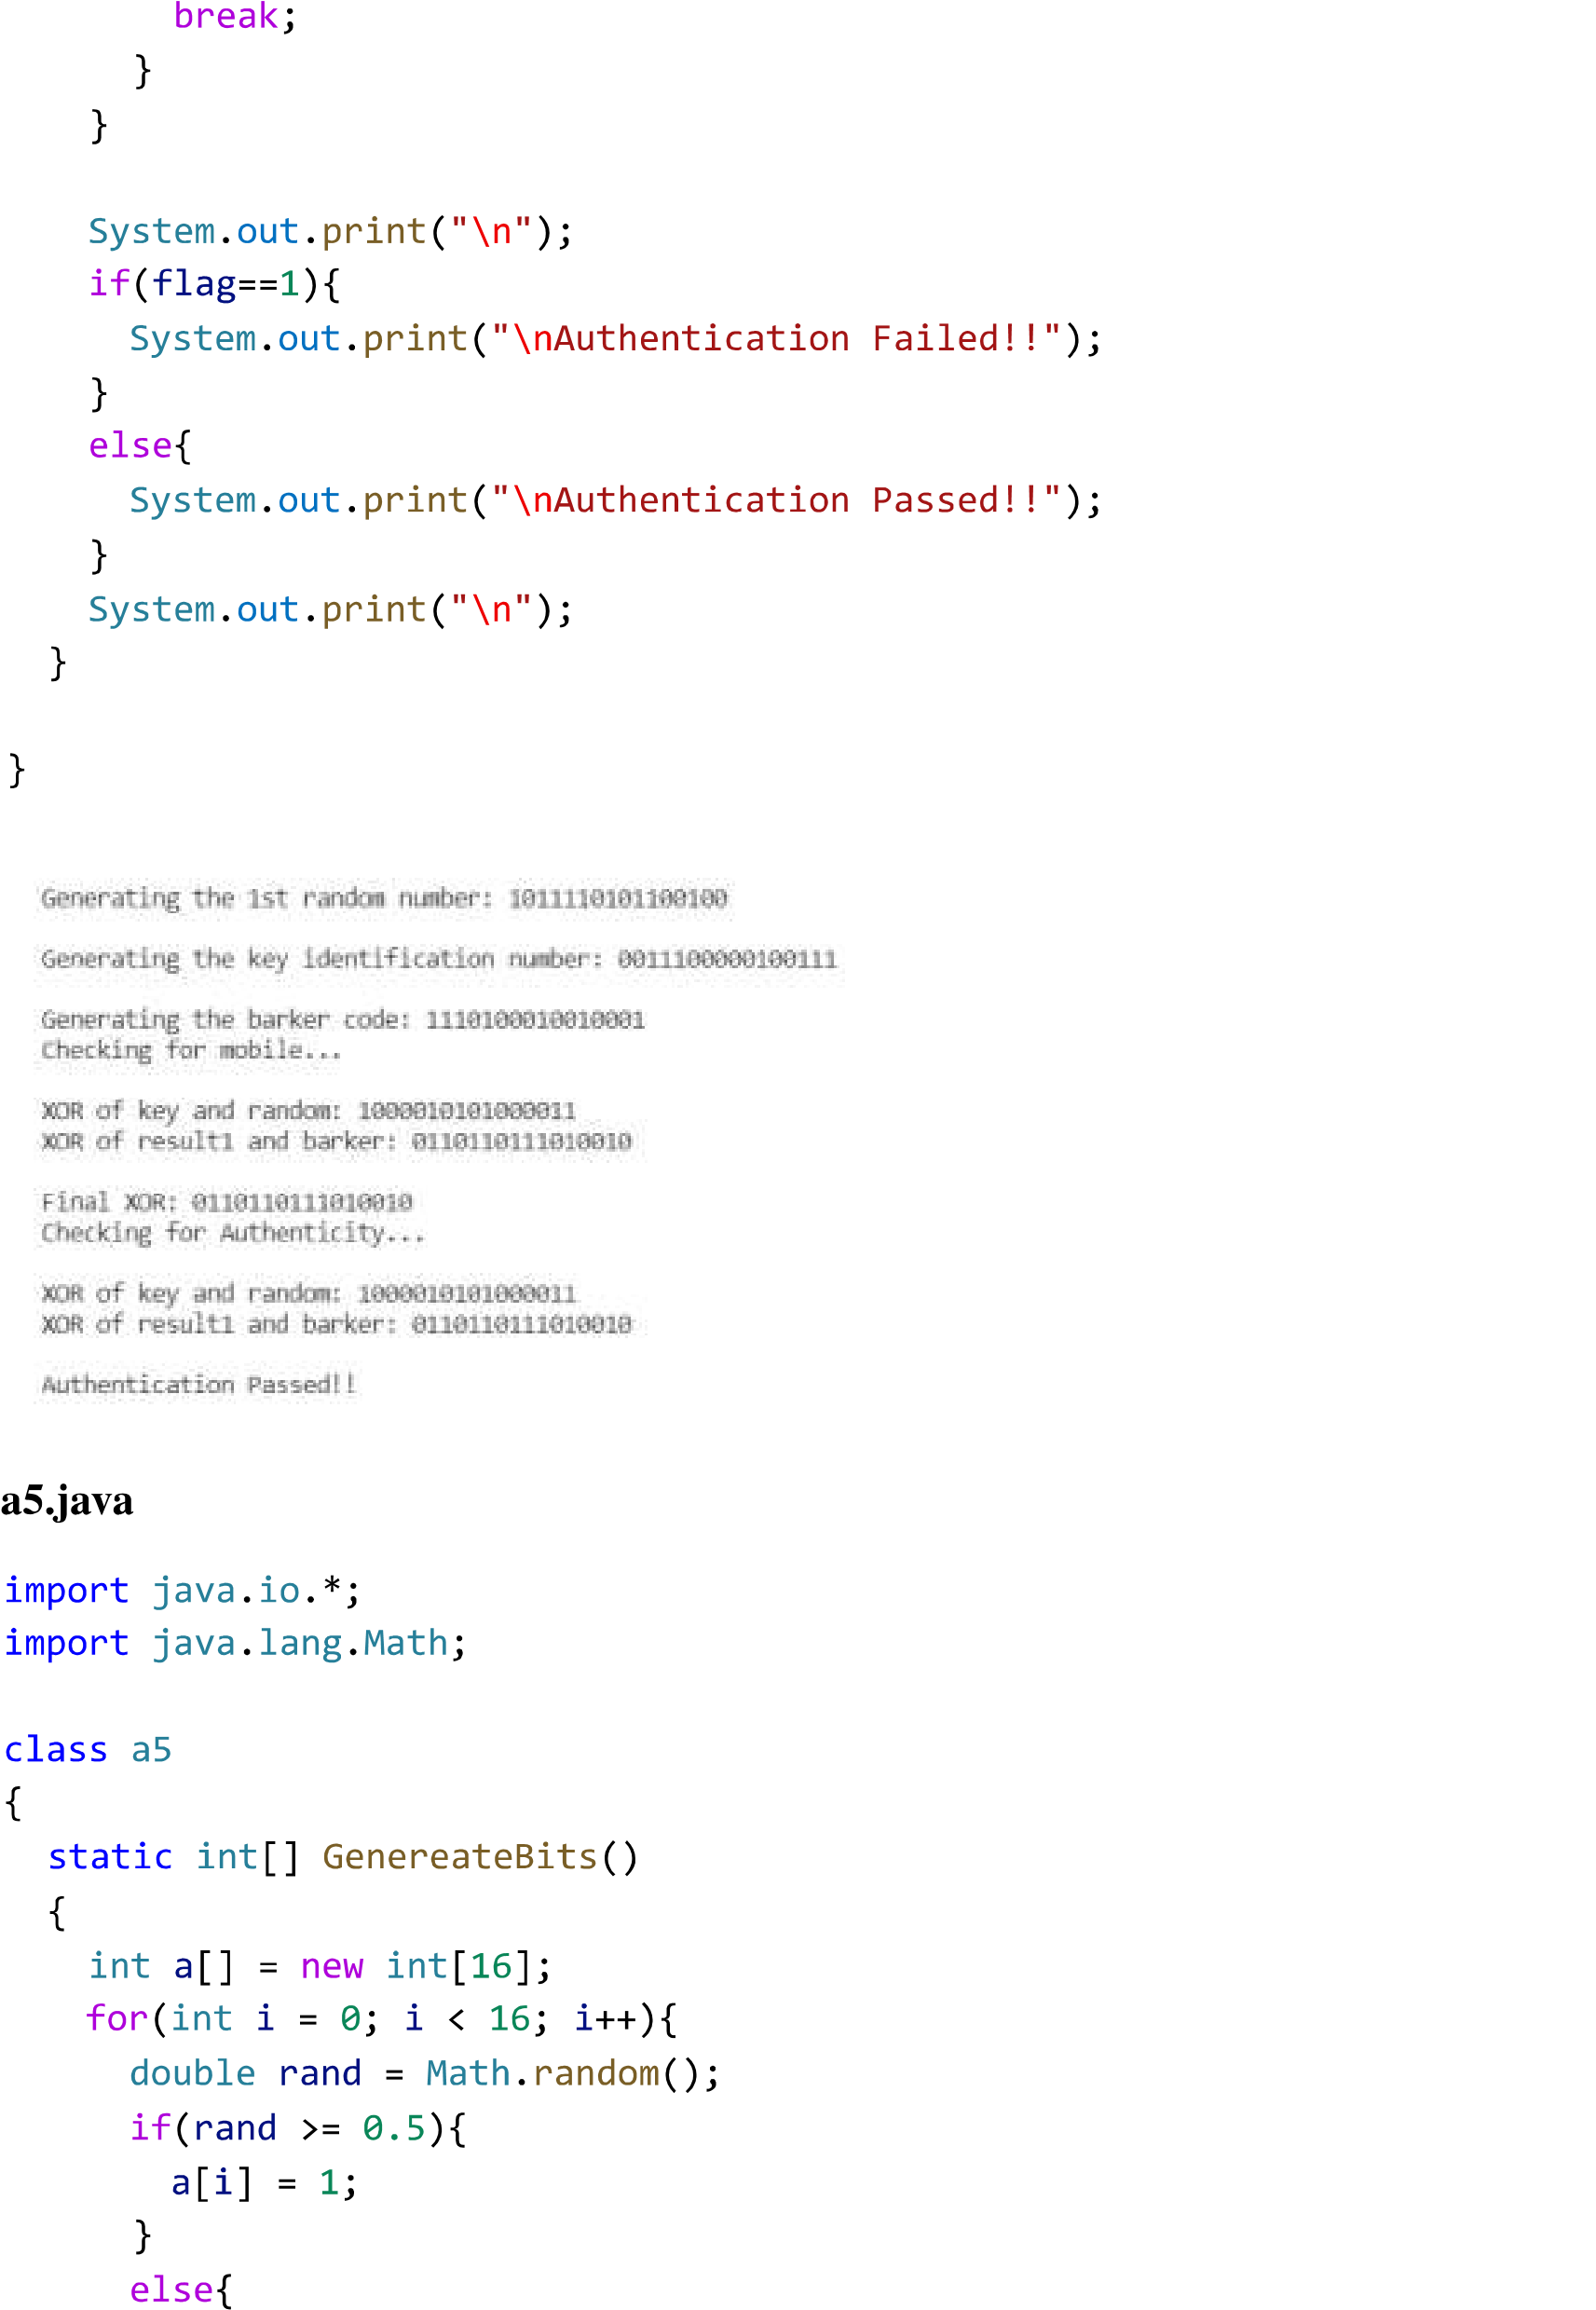 break;
}
}
System.out.print("\n");
if(flag==1){
System.out.print("\nAuthentication Failed!!");
}
else{
System.out.print("\nAuthentication Passed!!");
}
System.out.print("\n");
}
}
Generating the 1st random number: 1011110101100100
Generating the key identification number: 0011100000100111
Generating the barker code: 1110100010010001
Checking for mobile...
XOR of key and random: 1000010101000011
XOR of result1 and barker: 0110110111010010
Final XOR: 0110110111010010
Checking for Authenticity...
XOR of key and random: 1000010101000011
XOR of result1 and barker: 0110110111010010
Authentication Passed!!
a5.java
import java.io.*;
import java.lang.Math;
class a5
{
static int[] GenereateBits()
{
int a[] = new int[16];
for(int i = 0; i < 16; i++){
double rand = Math.random();
if(rand >= 0.5){
a[i] = 1;
}
else{